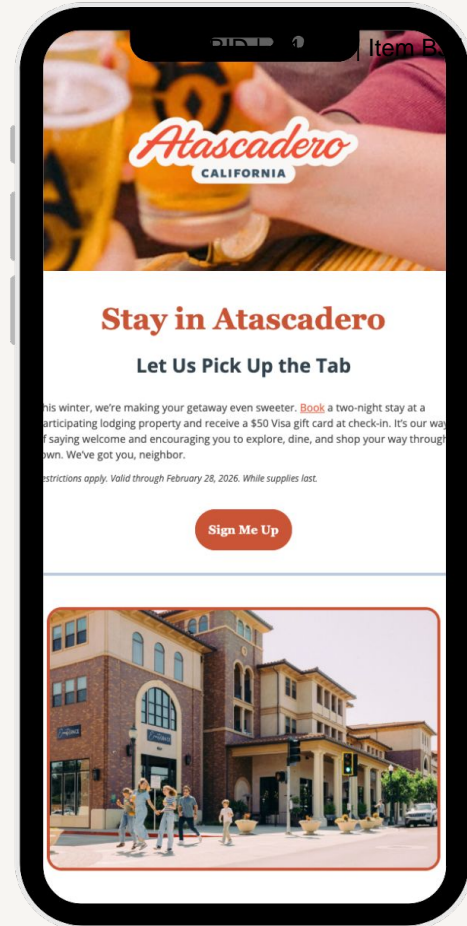 Item B
Atascadero
CALIFORNIA
Stay in Atascadero
Let Us Pick Up the Tab
his winter, we're making your getaway even sweeter. Book a two-night stay at a
articipating lodging property and receive a $50 Visa gift card at check-in. It's our way
f saying welcome and encouraging you to explore, dine, and shop your way through
own. We've got you, neighbor.
estrictions apply. Valid through February 28, 2026. While supplies last.
Sign Me Up